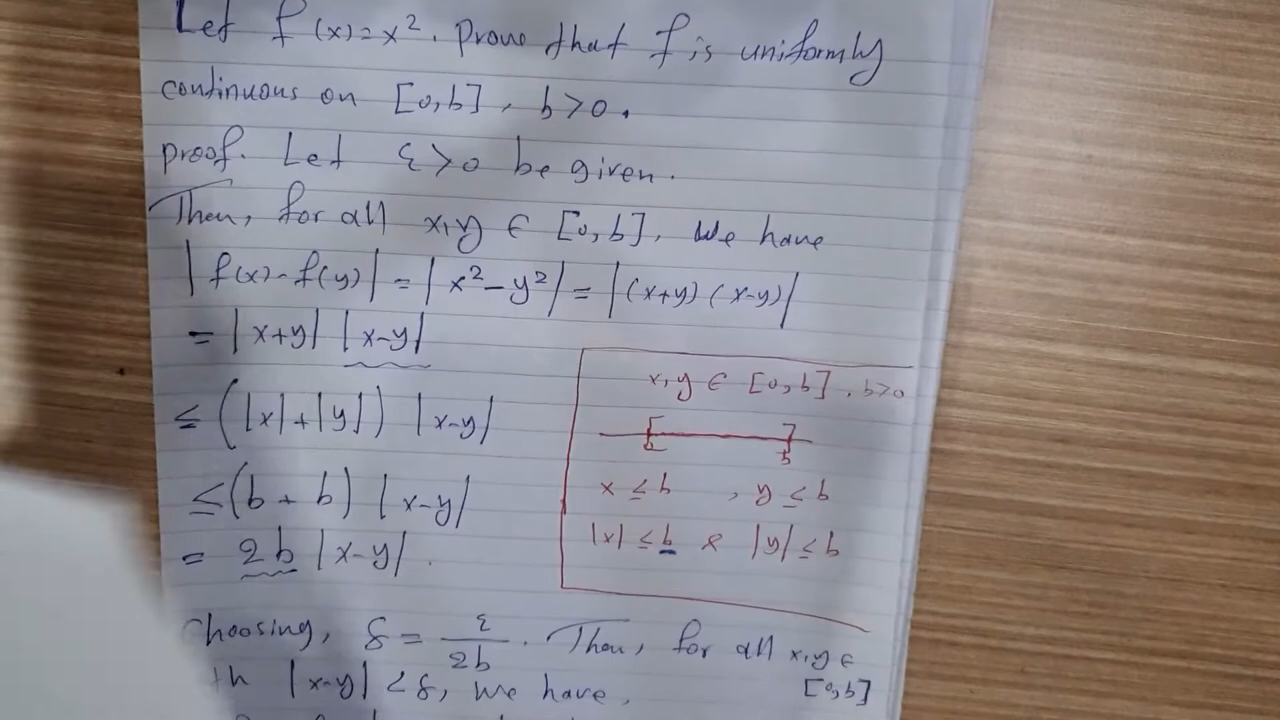 Let f(x)=x². Prove that f is uniformly
continuous on [0,b], b>0.
proof. Let ε>0 be given.
Then, for all x,y ∈ [0,b], we have
|f(x)-f(y)| = |x²-y²| = |(x+y)(x-y)|
= |x+y| |x-y|
≤ (|x|+|y|) |x-y|
≤ (b+b) |x-y|
= 2b |x-y|.
x,y ∈ [0,b], b>0
[ ]
b
x ≤ b , y ≤ b
|x| ≤ b & |y| ≤ b
Choosing, δ = ε/2b. Then, for all x,y ∈
[0,b]
th |x-y| < δ, we have,